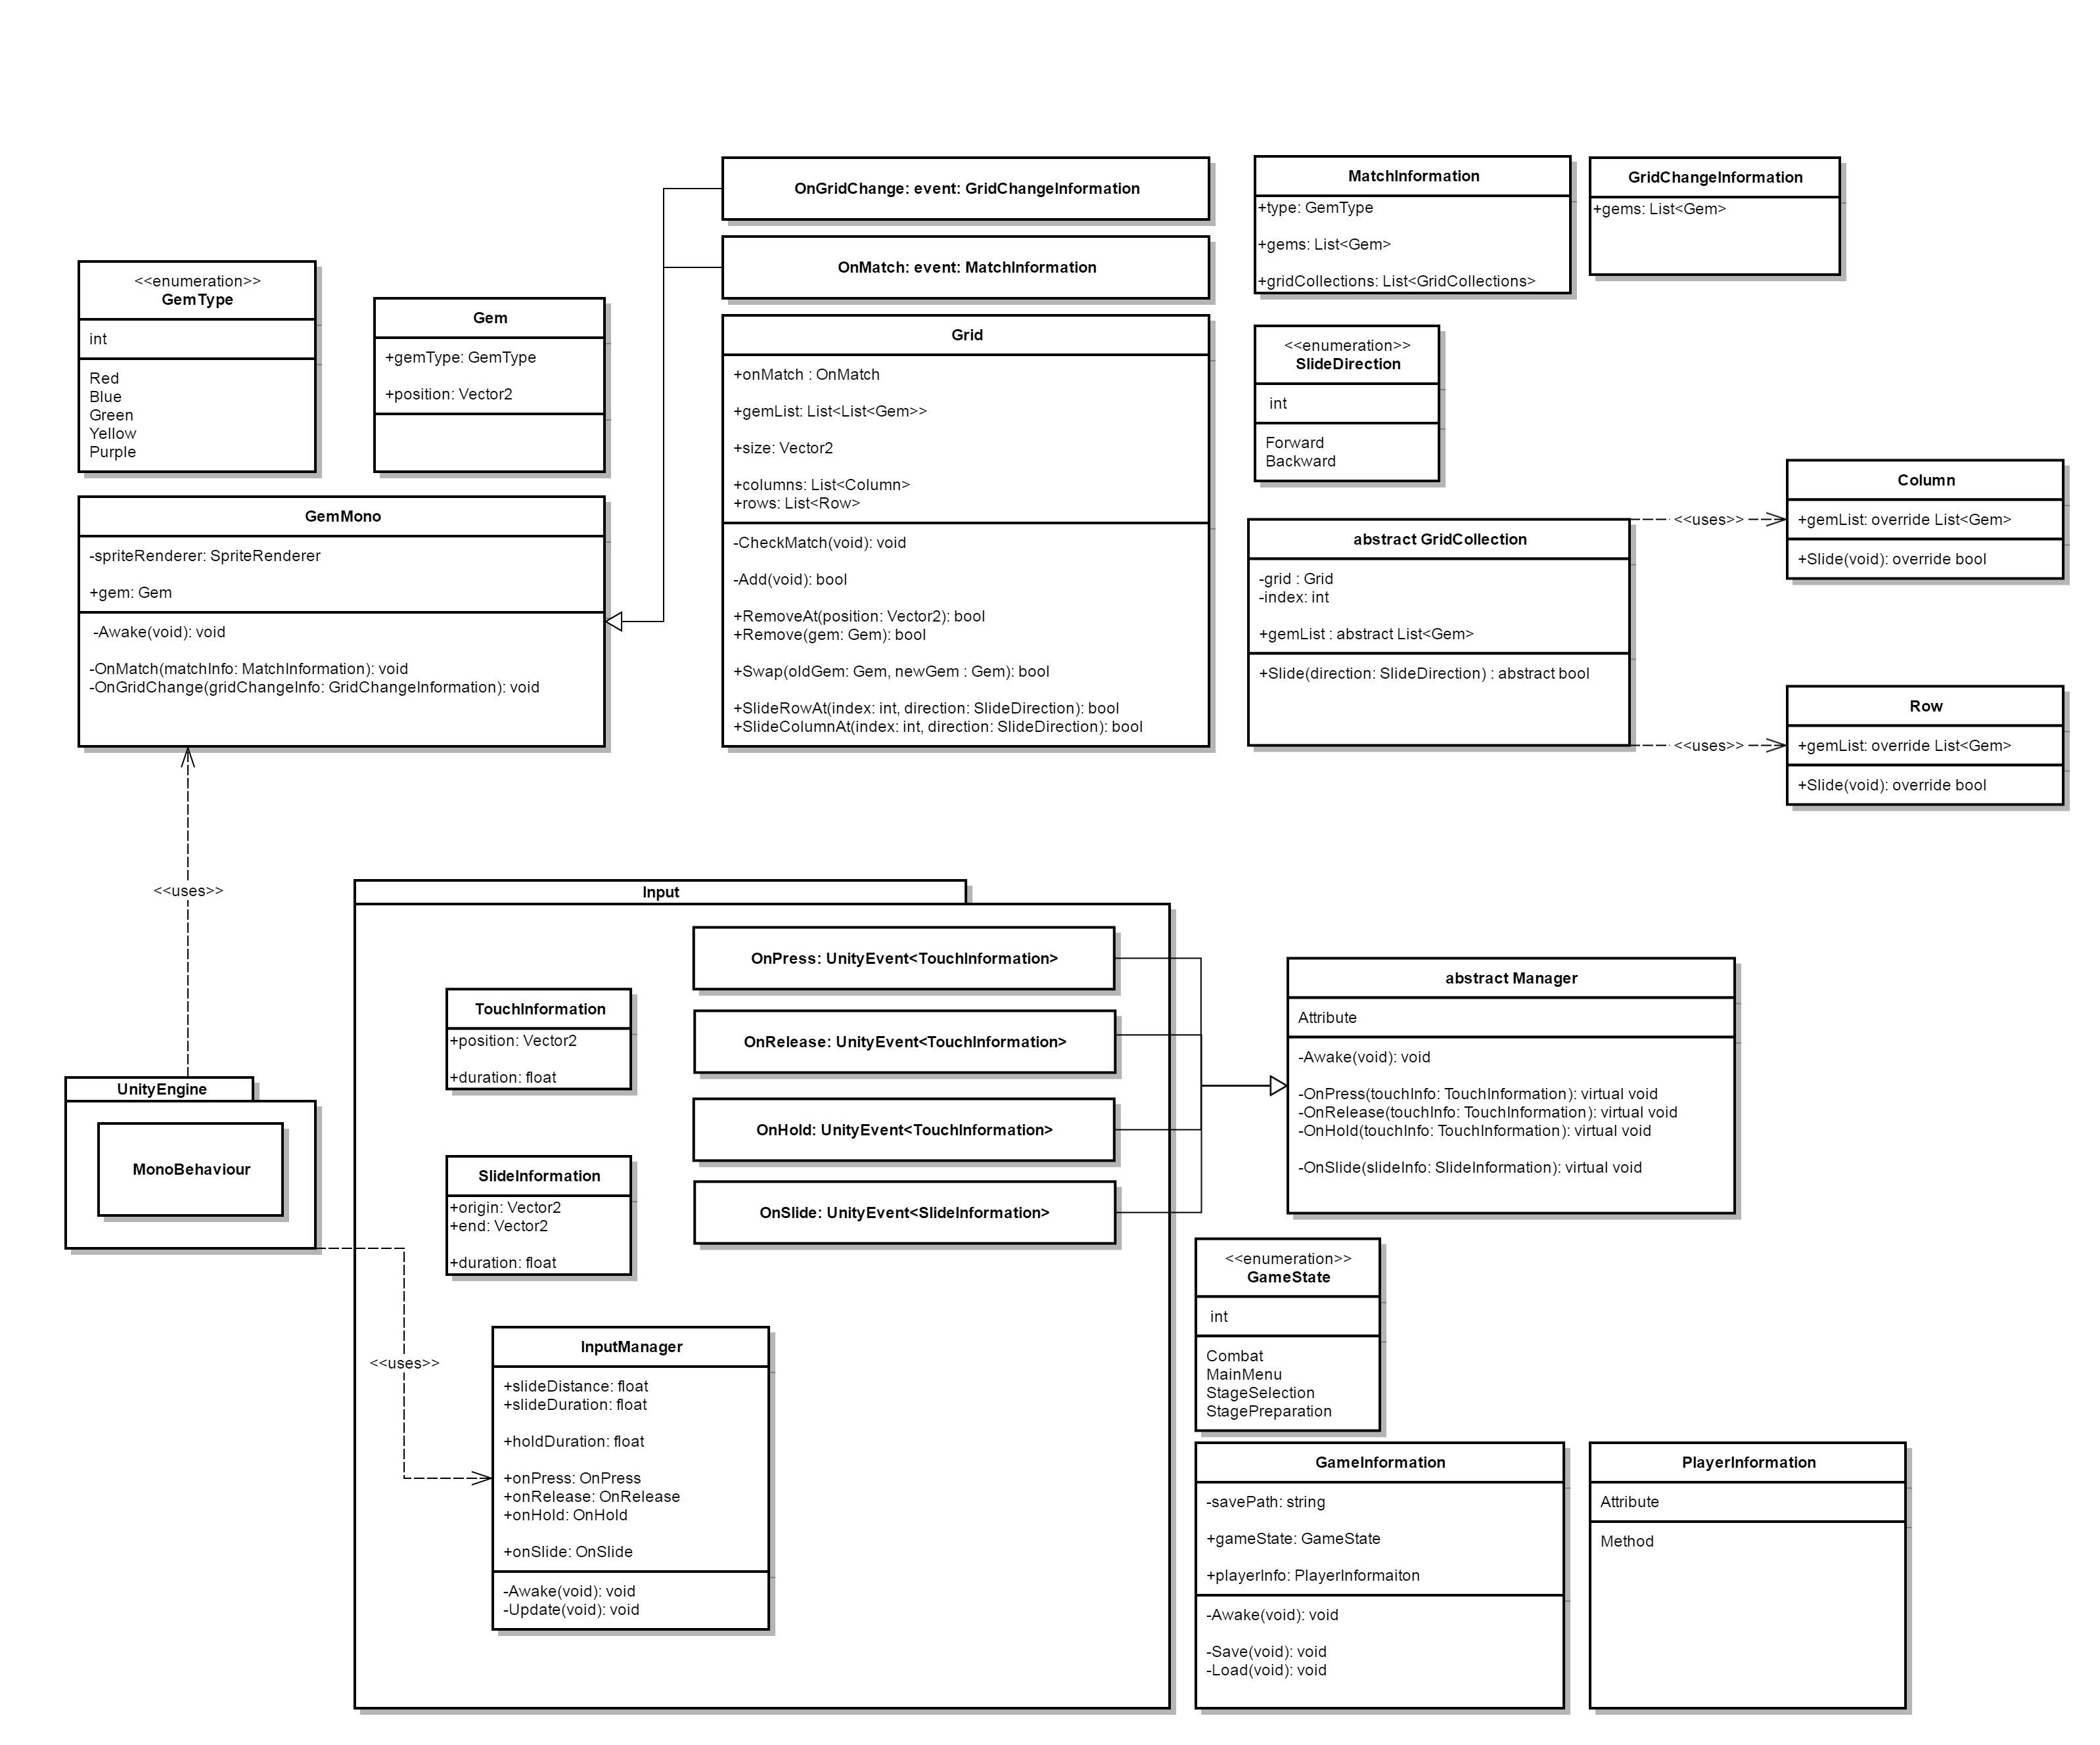 OnGridChange: event: GridChangeInformation
OnMatch: event: MatchInformation
MatchInformation
+type: GemType
+gems: List<Gem>
+gridCollections: List<GridCollections>
GridChangeInformation
+gems: List<Gem>
<<enumeration>>
GemType
int
Red
Blue
Green
Yellow
Purple
Gem
+gemType: GemType
+position: Vector2
Grid
+onMatch : OnMatch
+gemList: List<List<Gem>>
+size: Vector2
+columns: List<Column>
+rows: List<Row>
-CheckMatch(void): void
-Add(void): bool
+RemoveAt(position: Vector2): bool
+Remove(gem: Gem): bool
+Swap(oldGem: Gem, newGem : Gem): bool
+SlideRowAt(index: int, direction: SlideDirection): bool
+SlideColumnAt(index: int, direction: SlideDirection): bool
<<enumeration>>
SlideDirection
int
Forward
Backward
GemMono
-spriteRenderer: SpriteRenderer
+gem: Gem
-Awake(void): void
-OnMatch(matchInfo: MatchInformation): void
-OnGridChange(gridChangeInfo: GridChangeInformation): void
abstract GridCollection
-grid : Grid
-index: int
+gemList : abstract List<Gem>
+Slide(direction: SlideDirection) : abstract bool
<<uses>>
Column
+gemList: override List<Gem>
+Slide(void): override bool
<<uses>>
Row
+gemList: override List<Gem>
+Slide(void): override bool
<<uses>>
Input
OnPress: UnityEvent<TouchInformation>
OnRelease: UnityEvent<TouchInformation>
OnHold: UnityEvent<TouchInformation>
OnSlide: UnityEvent<SlideInformation>
TouchInformation
+position: Vector2
+duration: float
SlideInformation
+origin: Vector2
+end: Vector2
+duration: float
UnityEngine
MonoBehaviour
<<uses>>
InputManager
+slideDistance: float
+slideDuration: float
+holdDuration: float
+onPress: OnPress
+onRelease: OnRelease
+onHold: OnHold
+onSlide: OnSlide
-Awake(void): void
-Update(void): void
abstract Manager
Attribute
-Awake(void): void
-OnPress(touchInfo: TouchInformation): virtual void
-OnRelease(touchInfo: TouchInformation): virtual void
-OnHold(touchInfo: TouchInformation): virtual void
-OnSlide(slideInfo: SlideInformation): virtual void
<<enumeration>>
GameState
int
Combat
MainMenu
StageSelection
StagePreparation
GameInformation
-savePath: string
+gameState: GameState
+playerInfo: PlayerInformaiton
-Awake(void): void
-Save(void): void
-Load(void): void
PlayerInformation
Attribute
Method